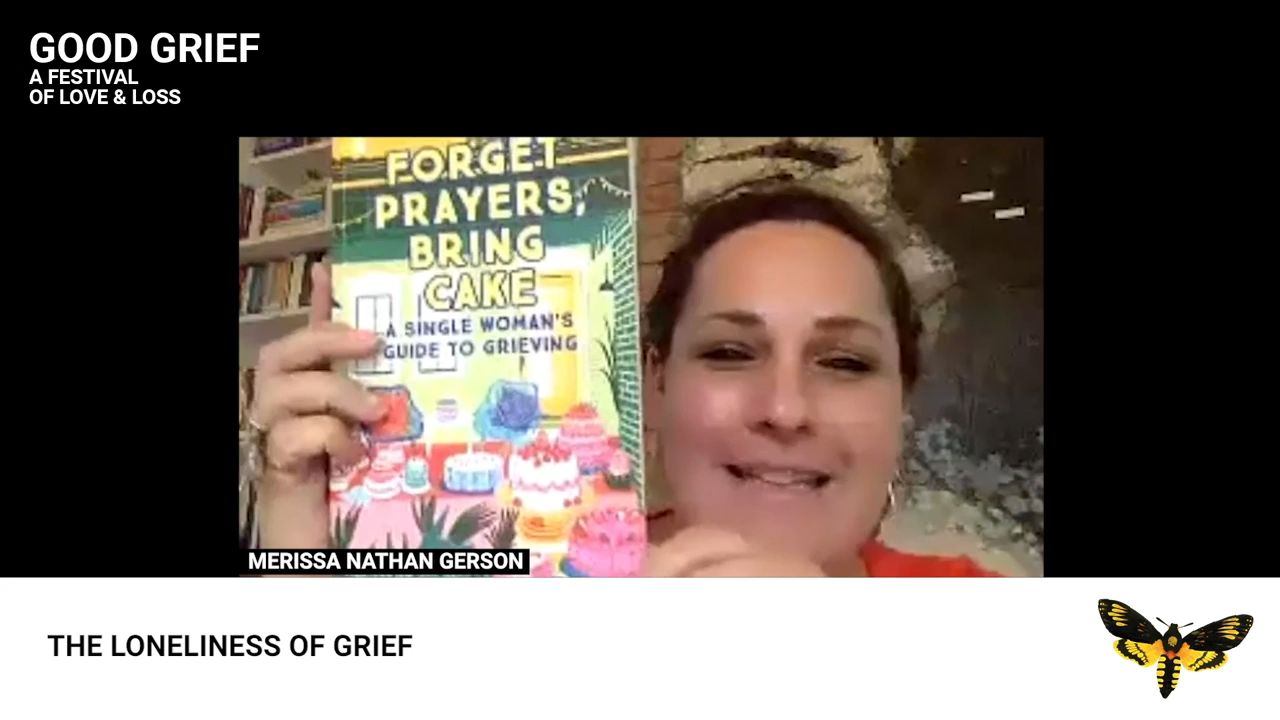 GOOD GRIEF
A FESTIVAL
OF LOVE & LOSS
FORGET
PRAYERS,
BRING
CAKE
A SINGLE WOMAN'S
GUIDE TO GRIEVING
MERISSA NATHAN GERSON
THE LONELINESS OF GRIEF